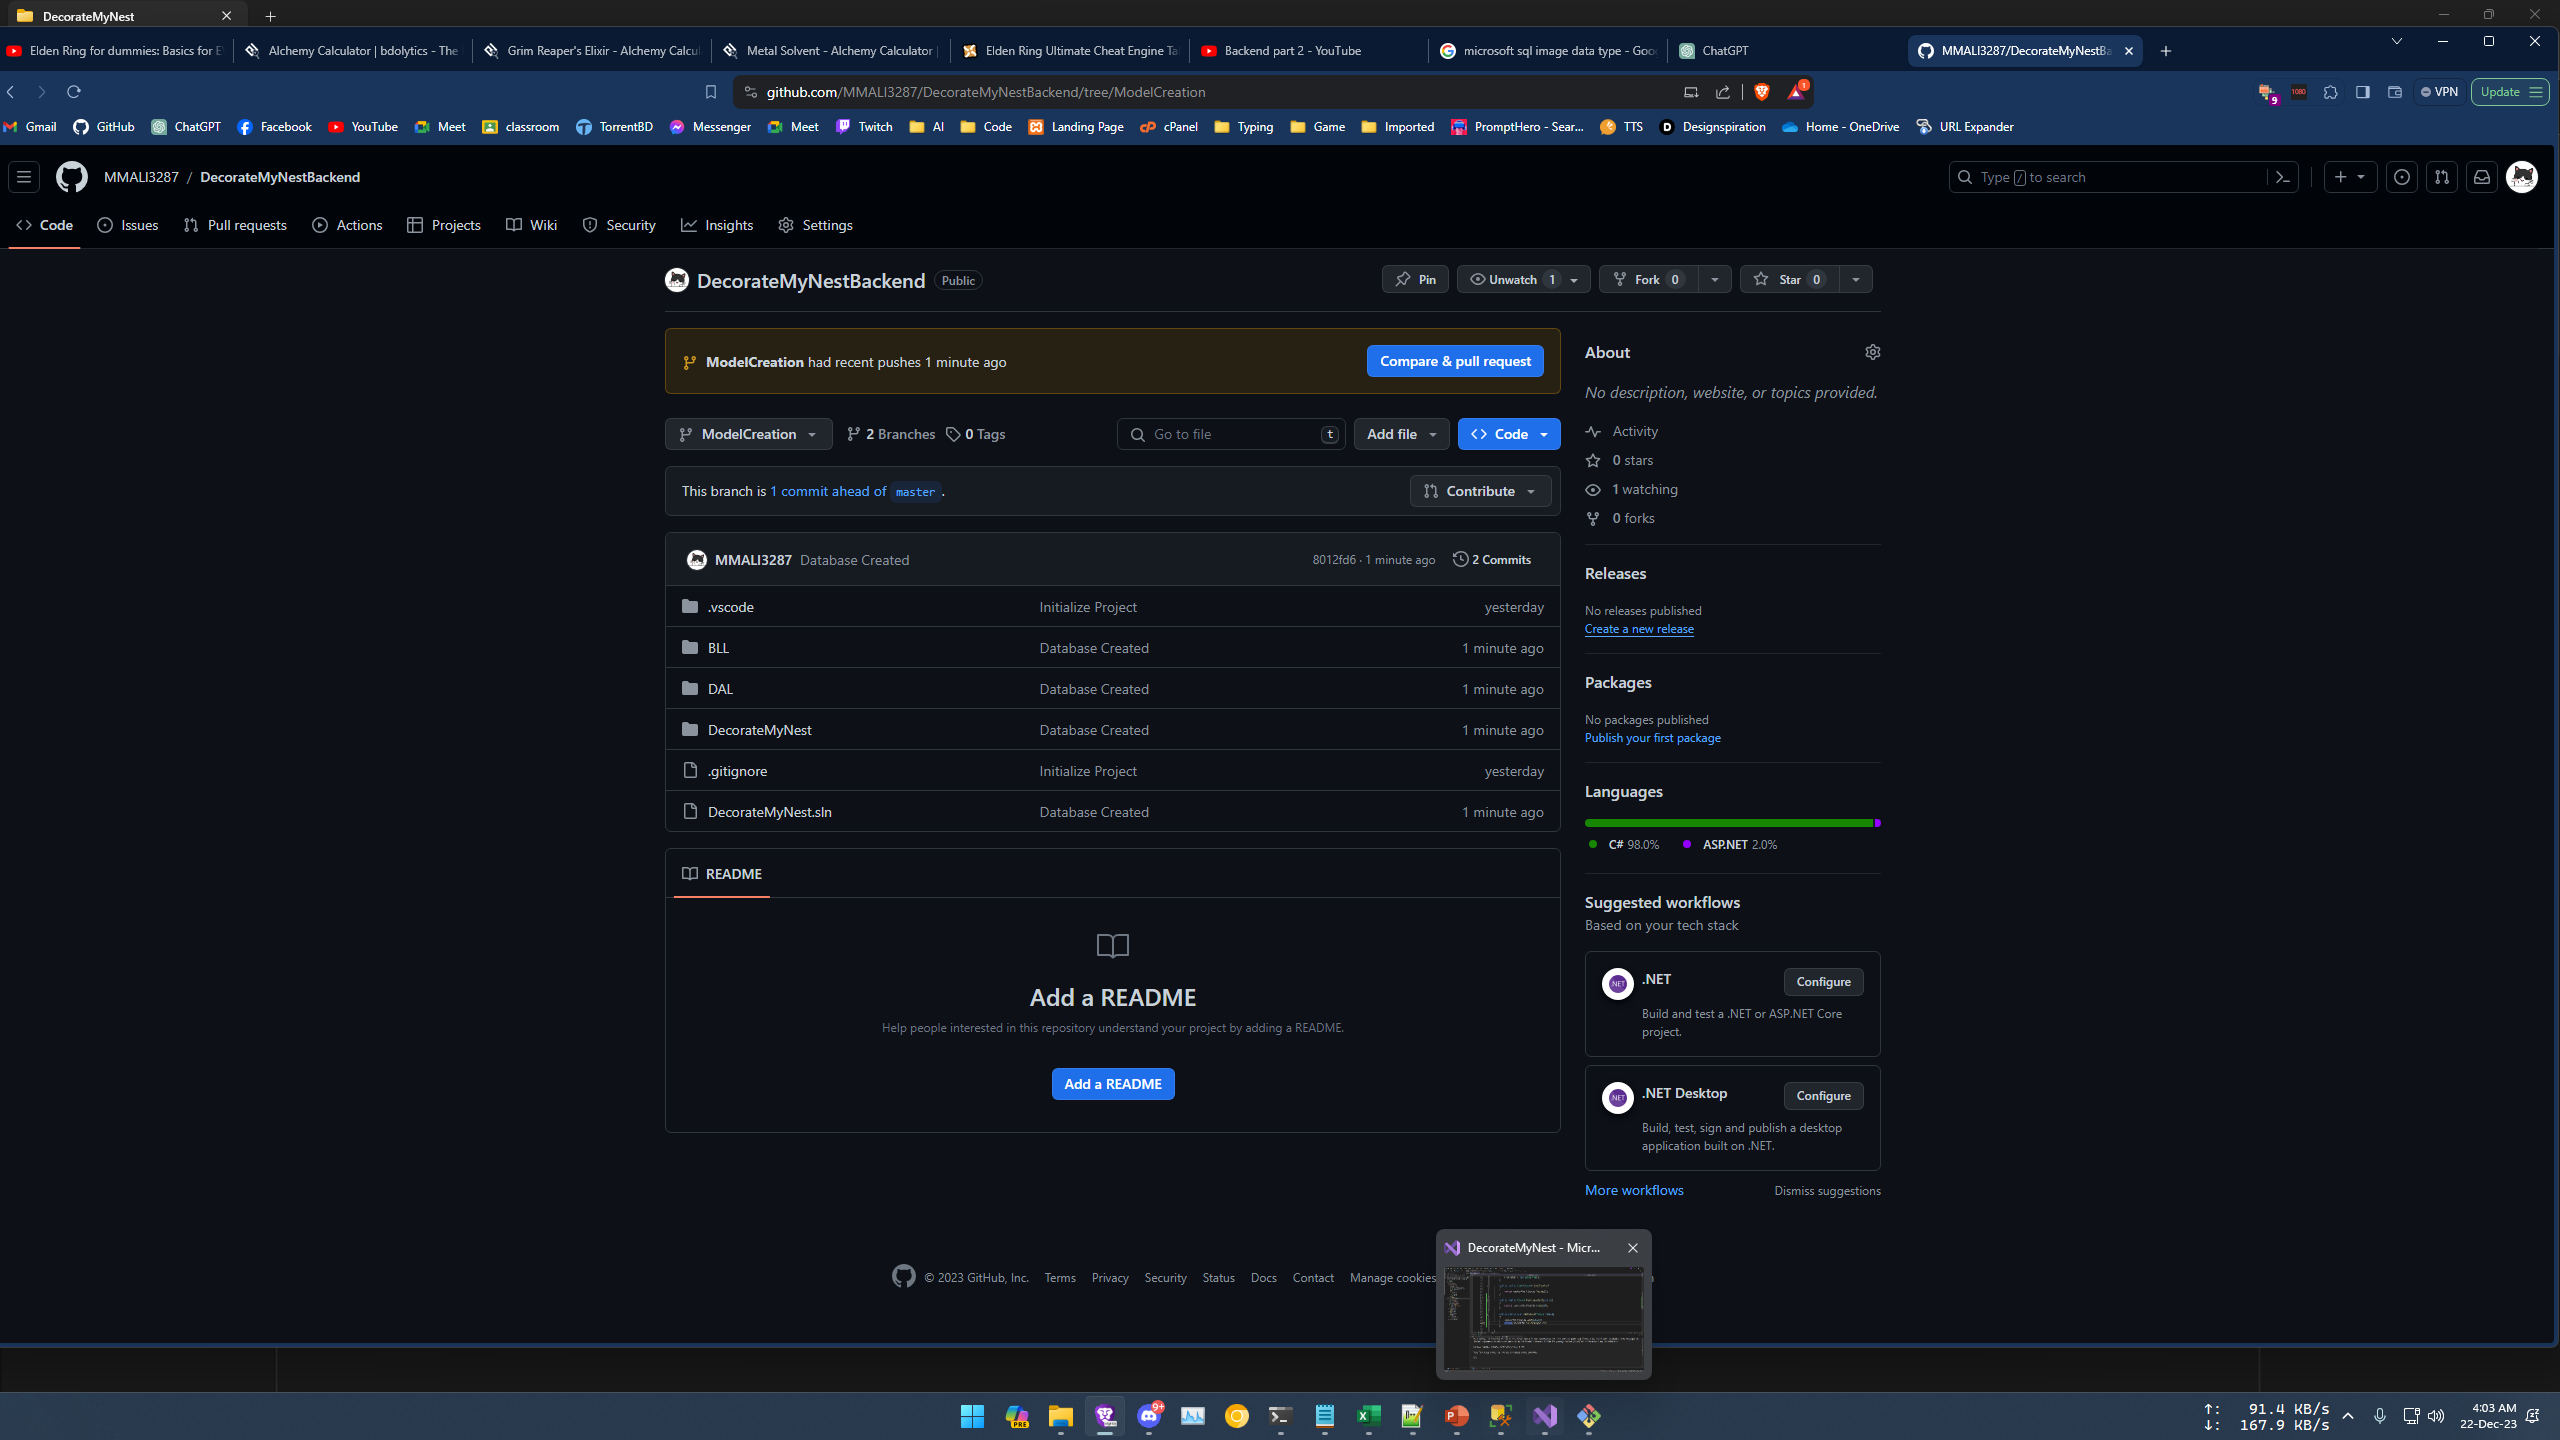 DecorateMyNest
Elden Ring for dummies: Basics for E
Alchemy Calculator | bdolytics - The
Grim Reaper's Elixir - Alchemy Calcu
Metal Solvent - Alchemy Calculator |
Elden Ring Ultimate Cheat Engine Ta
Backend part 2 - YouTube
microsoft sql image data type - Goo
ChatGPT
MMALI3287/DecorateMyNestBa
github.com/MMALI3287/DecorateMyNestBackend/tree/ModelCreation
1
9
1080
VPN
Update
Gmail GitHub ChatGPT Facebook YouTube Meet classroom TorrentBD Messenger Meet Twitch AI Code Landing Page cPanel Typing Game Imported PromptHero - Sear... TTS Designspiration Home - OneDrive URL Expander
MMALI3287 / DecorateMyNestBackend
Type / to search
Code Issues Pull requests Actions Projects Wiki Security Insights Settings
DecorateMyNestBackend Public
Pin Unwatch 1 Fork 0 Star 0
ModelCreation had recent pushes 1 minute ago
Compare & pull request
ModelCreation 2 Branches 0 Tags
Go to file t Add file Code
This branch is 1 commit ahead of master .
Contribute
MMALI3287 Database Created 8012fd6 · 1 minute ago 2 Commits
.vscode Initialize Project yesterday
BLL Database Created 1 minute ago
DAL Database Created 1 minute ago
DecorateMyNest Database Created 1 minute ago
.gitignore Initialize Project yesterday
DecorateMyNest.sln Database Created 1 minute ago
README
Add a README
Help people interested in this repository understand your project by adding a README.
Add a README
About
No description, website, or topics provided.
Activity
0 stars
1 watching
0 forks
Releases
No releases published
Create a new release
Packages
No packages published
Publish your first package
Languages
C# 98.0% ASP.NET 2.0%
Suggested workflows
Based on your tech stack
.NET
.NET
Configure
Build and test a .NET or ASP.NET Core
project.
.NET
.NET Desktop
Configure
Build, test, sign and publish a desktop
application built on .NET.
More workflows Dismiss suggestions
© 2023 GitHub, Inc. Terms Privacy Security Status Docs Contact Manage cookies
DecorateMyNest - Micr...
PRE
9+
↑: 91.4 KB/s
↓: 167.9 KB/s
4:03 AM
22-Dec-23